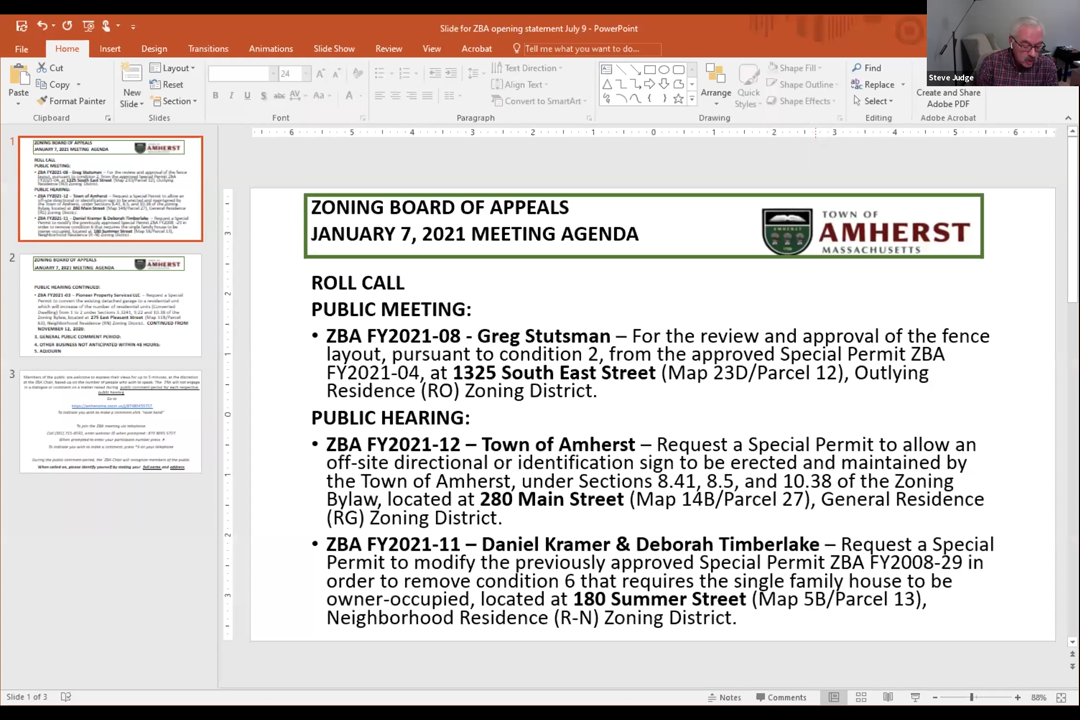 Slide for ZBA opening statement July 9 - PowerPoint
File Home Insert Design Transitions Animations Slide Show Review View Acrobat Tell me what you want to do...
Steve Judge
Paste
Cut
Copy
Format Painter
Clipboard
New Slide
Layout
Reset
Section
Slides
24
Font
Text Direction
Align Text
Convert to SmartArt
Paragraph
Arrange
Quick Styles
Shape Fill
Shape Outline
Shape Effects
Drawing
Find
Replace
Select
Editing
Create and Share Adobe PDF
Adobe Acrobat
1
2
3
ZONING BOARD OF APPEALS
JANUARY 7, 2021 MEETING AGENDA
TOWN OF
AMHERST
MASSACHUSETTS
ROLL CALL
PUBLIC MEETING:
• ZBA FY2021-08 - Greg Stutsman – For the review and approval of the fence
layout, pursuant to condition 2, from the approved Special Permit ZBA
FY2021-04, at 1325 South East Street (Map 23D/Parcel 12), Outlying
Residence (RO) Zoning District.
PUBLIC HEARING:
• ZBA FY2021-12 – Town of Amherst – Request a Special Permit to allow an
off-site directional or identification sign to be erected and maintained by
the Town of Amherst, under Sections 8.41, 8.5, and 10.38 of the Zoning
Bylaw, located at 280 Main Street (Map 14B/Parcel 27), General Residence
(RG) Zoning District.
• ZBA FY2021-11 – Daniel Kramer & Deborah Timberlake – Request a Special
Permit to modify the previously approved Special Permit ZBA FY2008-29 in
order to remove condition 6 that requires the single family house to be
owner-occupied, located at 180 Summer Street (Map 5B/Parcel 13),
Neighborhood Residence (R-N) Zoning District.
Slide 1 of 3
Notes
Comments
88%